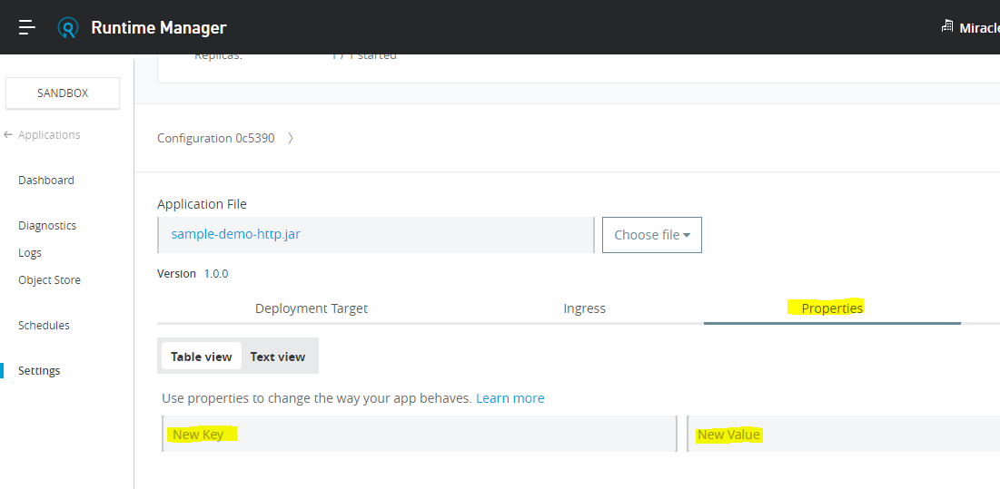 Runtime Manager
Miracle
Replicas: 1 / 1 started
SANDBOX
Applications
Dashboard
Diagnostics
Logs
Object Store
Schedules
Settings
Configuration 0c5390
Application File
sample-demo-http.jar
Choose file
Version 1.0.0
Deployment Target Ingress Properties
Table view Text view
Use properties to change the way your app behaves. Learn more
New Key New Value